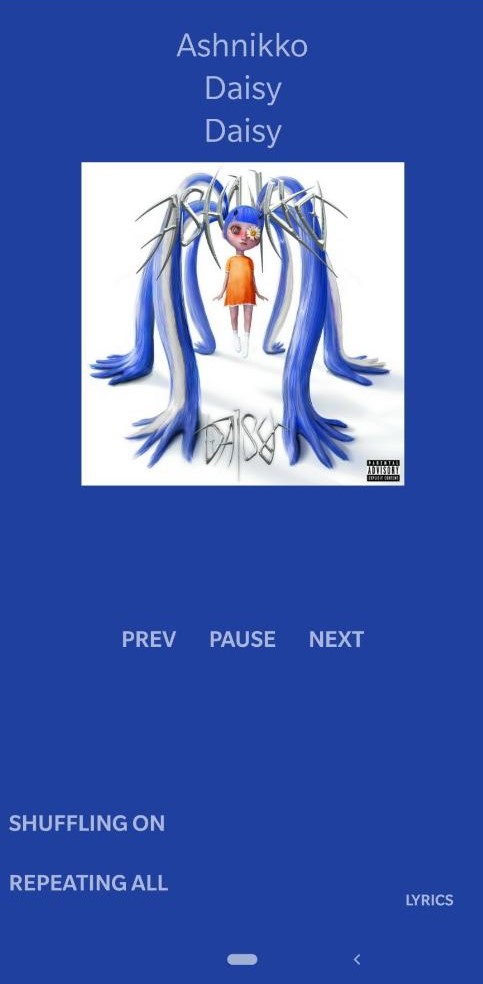 Ashnikko
Daisy
Daisy
ASHNIKKO
DAISY
PARENTAL
ADVISORY
EXPLICIT CONTENT
PREV PAUSE NEXT
SHUFFLING ON
REPEATING ALL
LYRICS